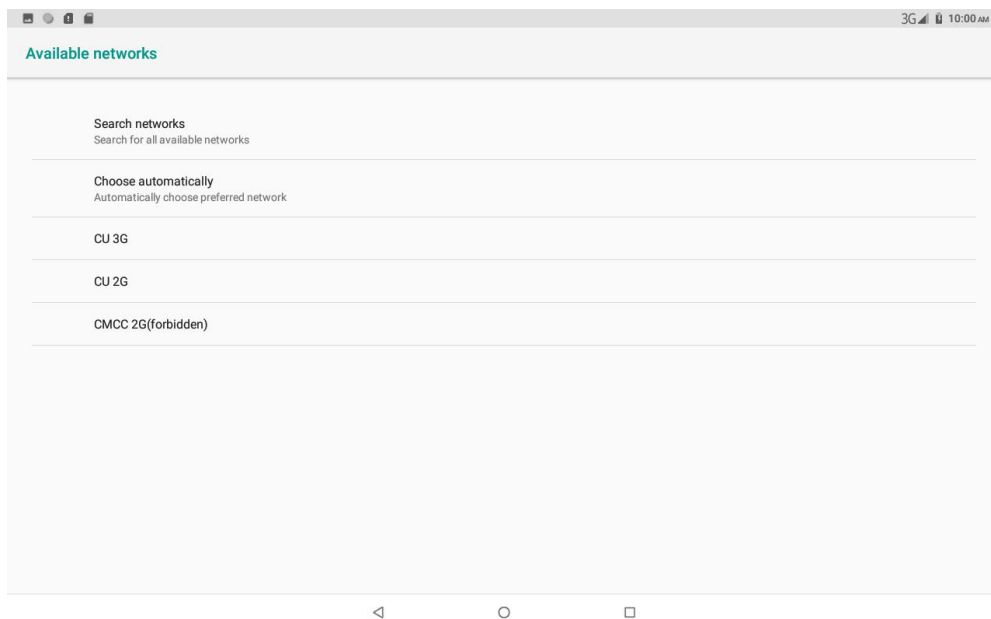 3G 10:00 AM
Available networks
Search networks
Search for all available networks
Choose automatically
Automatically choose preferred network
CU 3G
CU 2G
CMCC 2G(forbidden)